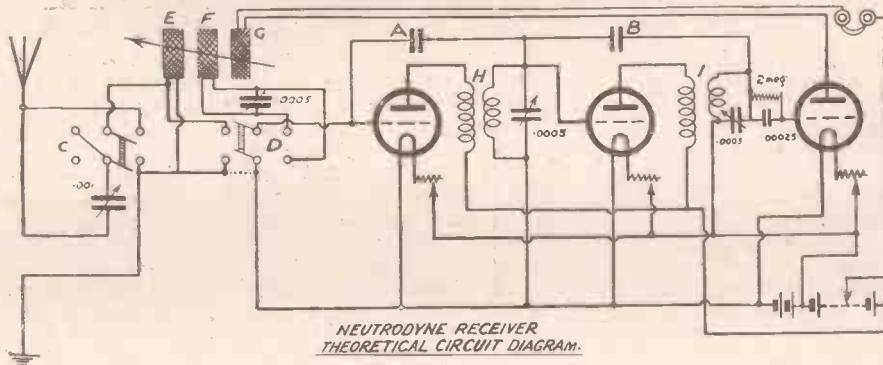 E F G
A
B
.0005
H
I
2 meg
C
D
.0005
.0005
.00025
.001
NEUTRODYNE RECEIVER
THEORETICAL CIRCUIT DIAGRAM.